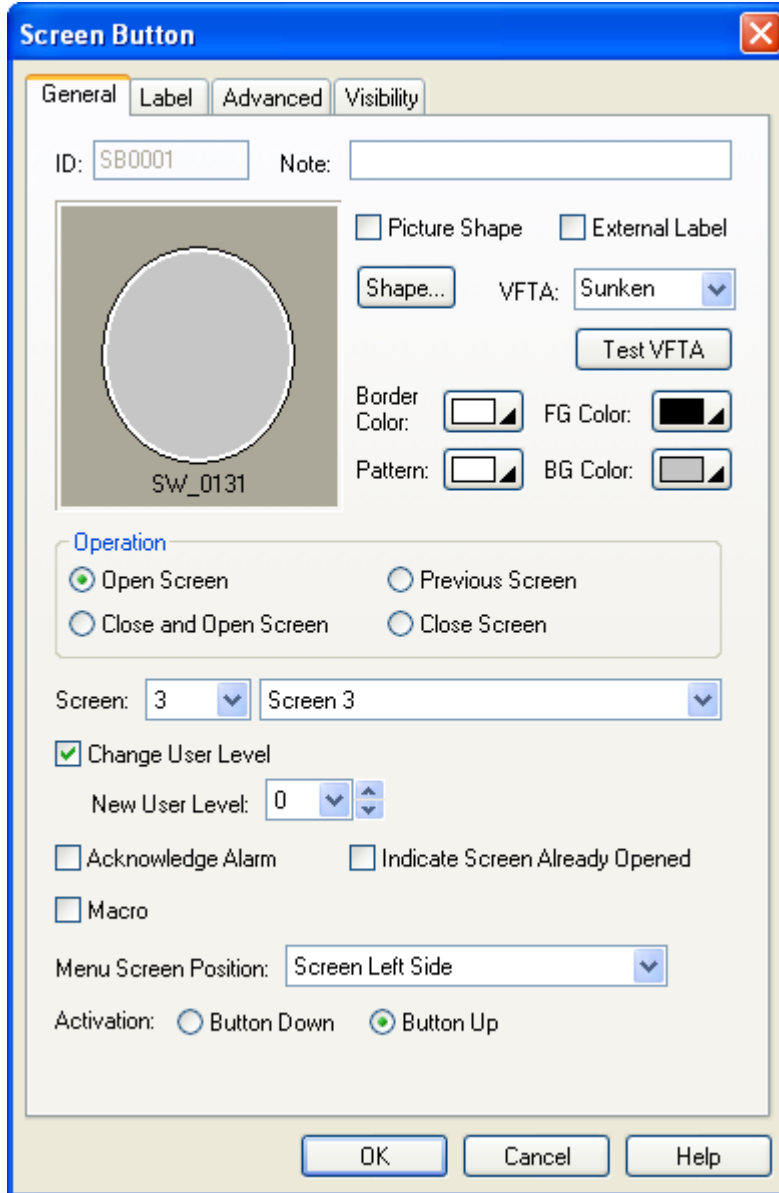 Screen Button
General Label Advanced Visibility
ID: SB0001 Note:
Picture Shape External Label
Shape... VFTA: Sunken
Test VFTA
Border Color: FG Color:
Pattern: BG Color:
SW_0131
Operation
Open Screen Previous Screen
Close and Open Screen Close Screen
Screen: 3 Screen 3
Change User Level
New User Level: 0
Acknowledge Alarm Indicate Screen Already Opened
Macro
Menu Screen Position: Screen Left Side
Activation: Button Down Button Up
OK Cancel Help